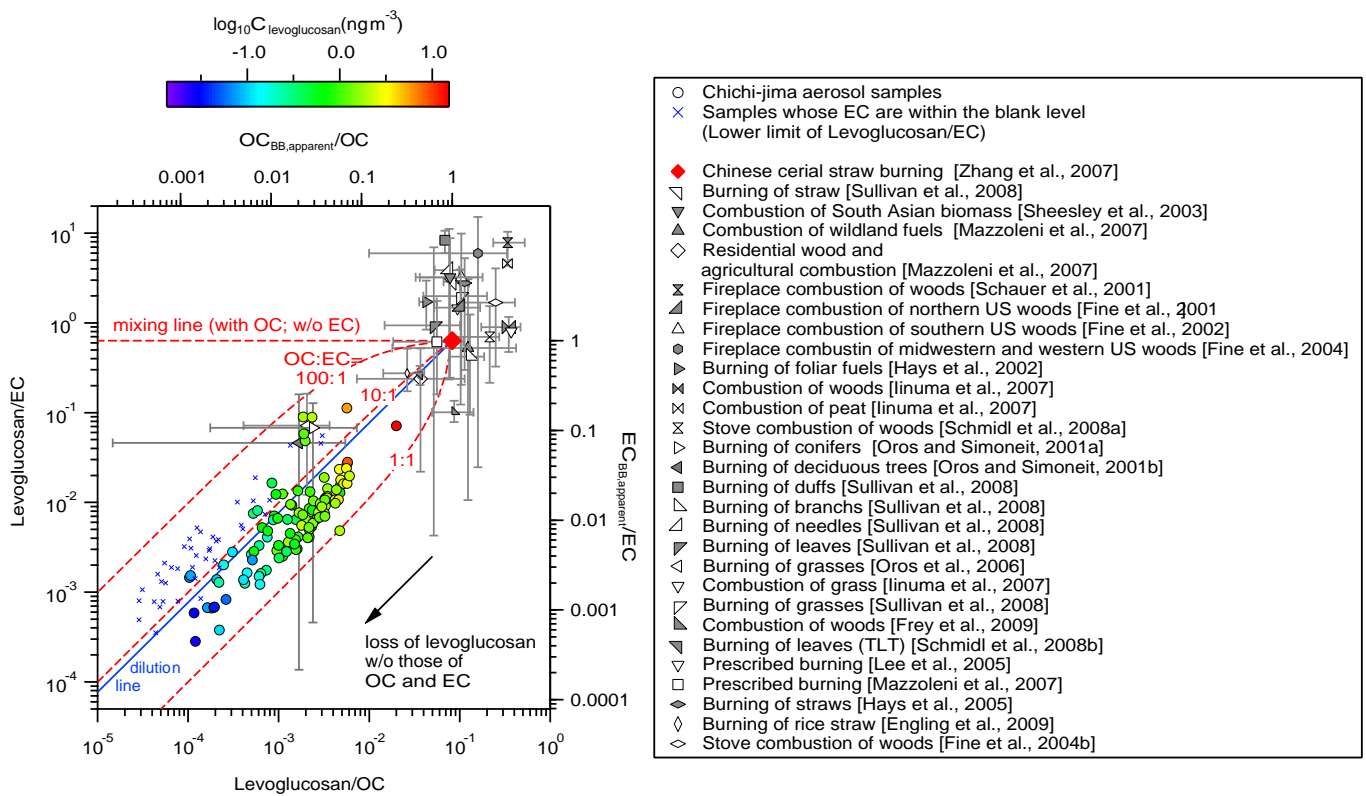 log10Clevoglucosan(ngm-3)
-1.0 0.0 1.0
OCBB,apparent/OC
0.001 0.01 0.1 1
Levoglucosan/EC
10^1
10^0
10^-1
10^-2
10^-3
10^-4
mixing line (with OC; w/o EC)
OC:EC=
100:1
10:1
1:1
dilution
line
loss of levoglucosan
w/o those of
OC and EC
1
0.1
0.01
0.001
0.0001
ECBB,apparent/EC
10^-5 10^-4 10^-3 10^-2 10^-1 10^0
Levoglucosan/OC
Chichi-jima aerosol samples
Samples whose EC are within the blank level
(Lower limit of Levoglucosan/EC)
Chinese cerial straw burning [Zhang et al., 2007]
Burning of straw [Sullivan et al., 2008]
Combustion of South Asian biomass [Sheesley et al., 2003]
Combustion of wildland fuels [Mazzoleni et al., 2007]
Residential wood and
agricultural combustion [Mazzoleni et al., 2007]
Fireplace combustion of woods [Schauer et al., 2001]
Fireplace combustion of northern US woods [Fine et al., 2001]
Fireplace combustion of southern US woods [Fine et al., 2002]
Fireplace combustin of midwestern and western US woods [Fine et al., 2004]
Burning of foliar fuels [Hays et al., 2002]
Combustion of woods [Iinuma et al., 2007]
Combustion of peat [Iinuma et al., 2007]
Stove combustion of woods [Schmidl et al., 2008a]
Burning of conifers [Oros and Simoneit, 2001a]
Burning of deciduous trees [Oros and Simoneit, 2001b]
Burning of duffs [Sullivan et al., 2008]
Burning of branchs [Sullivan et al., 2008]
Burning of needles [Sullivan et al., 2008]
Burning of leaves [Sullivan et al., 2008]
Burning of grasses [Oros et al., 2006]
Combustion of grass [Iinuma et al., 2007]
Burning of grasses [Sullivan et al., 2008]
Combustion of woods [Frey et al., 2009]
Burning of leaves (TLT) [Schmidl et al., 2008b]
Prescribed burning [Lee et al., 2005]
Prescribed burning [Mazzoleni et al., 2007]
Burning of straws [Hays et al., 2005]
Burning of rice straw [Engling et al., 2009]
Stove combustion of woods [Fine et al., 2004b]